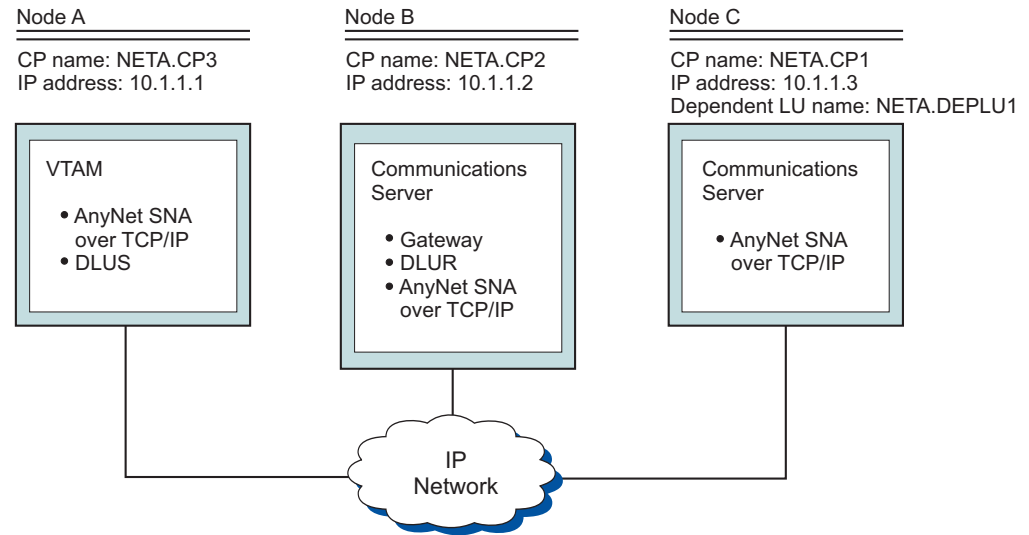 Node A
CP name: NETA.CP3
IP address: 10.1.1.1
VTAM
• AnyNet SNA
over TCP/IP
• DLUS
Node B
CP name: NETA.CP2
IP address: 10.1.1.2
Communications
Server
• Gateway
• DLUR
• AnyNet SNA
over TCP/IP
Node C
CP name: NETA.CP1
IP address: 10.1.1.3
Dependent LU name: NETA.DEPLU1
Communications
Server
• AnyNet SNA
over TCP/IP
IP
Network